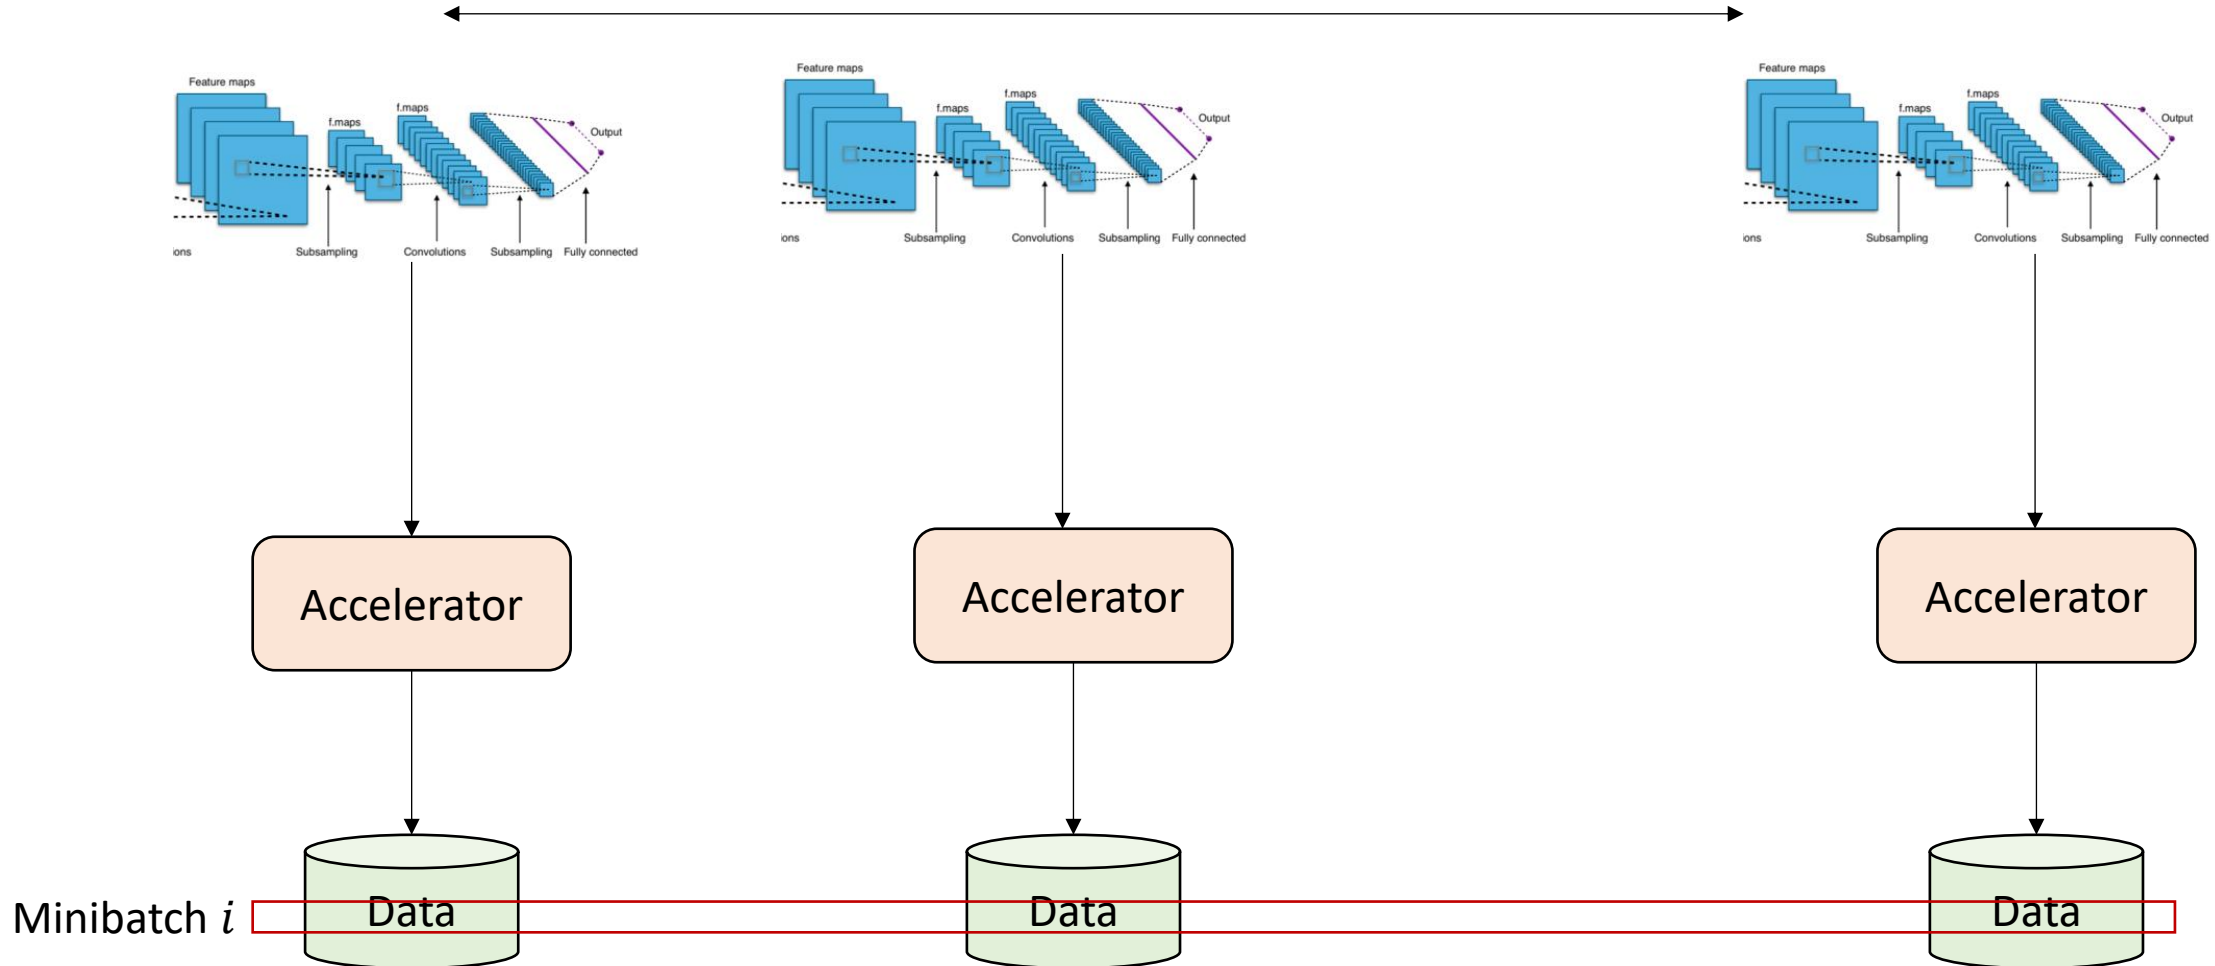 Feature maps
f.maps
f.maps
Output
ions
Subsampling
Convolutions
Subsampling
Fully connected
Feature maps
f.maps
f.maps
Output
ions
Subsampling
Convolutions
Subsampling
Fully connected
Feature maps
f.maps
f.maps
Output
ions
Subsampling
Convolutions
Subsampling
Fully connected
Accelerator
Accelerator
Accelerator
Minibatch i
Data
Data
Data